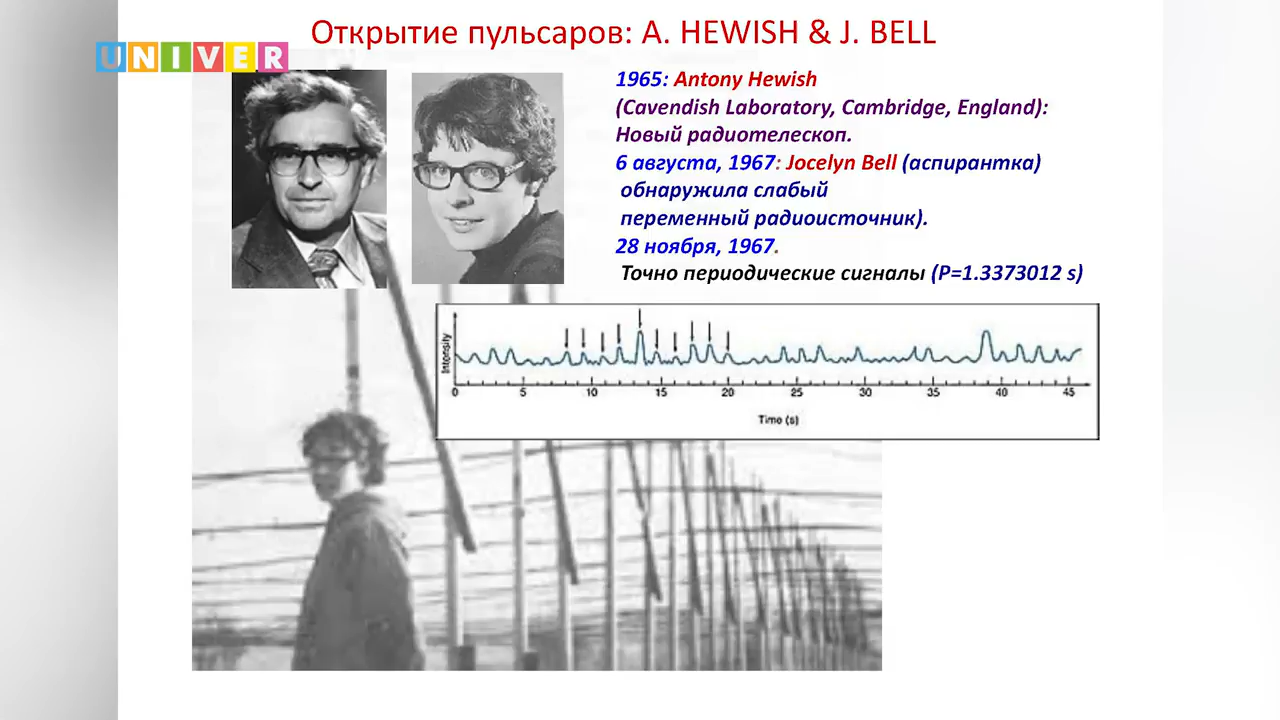 Открытие пульсаров: A. HEWISH & J. BELL
UNIVER
1965: Antony Hewish
(Cavendish Laboratory, Cambridge, England):
Новый радиотелескоп.
6 августа, 1967: Jocelyn Bell (аспирантка)
обнаружила слабый
переменный радиоисточник).
28 ноября, 1967.
Точно периодические сигналы (P=1.3373012 s)
Intensity
0 5 10 15 20 25 30 35 40 45
Time (s)